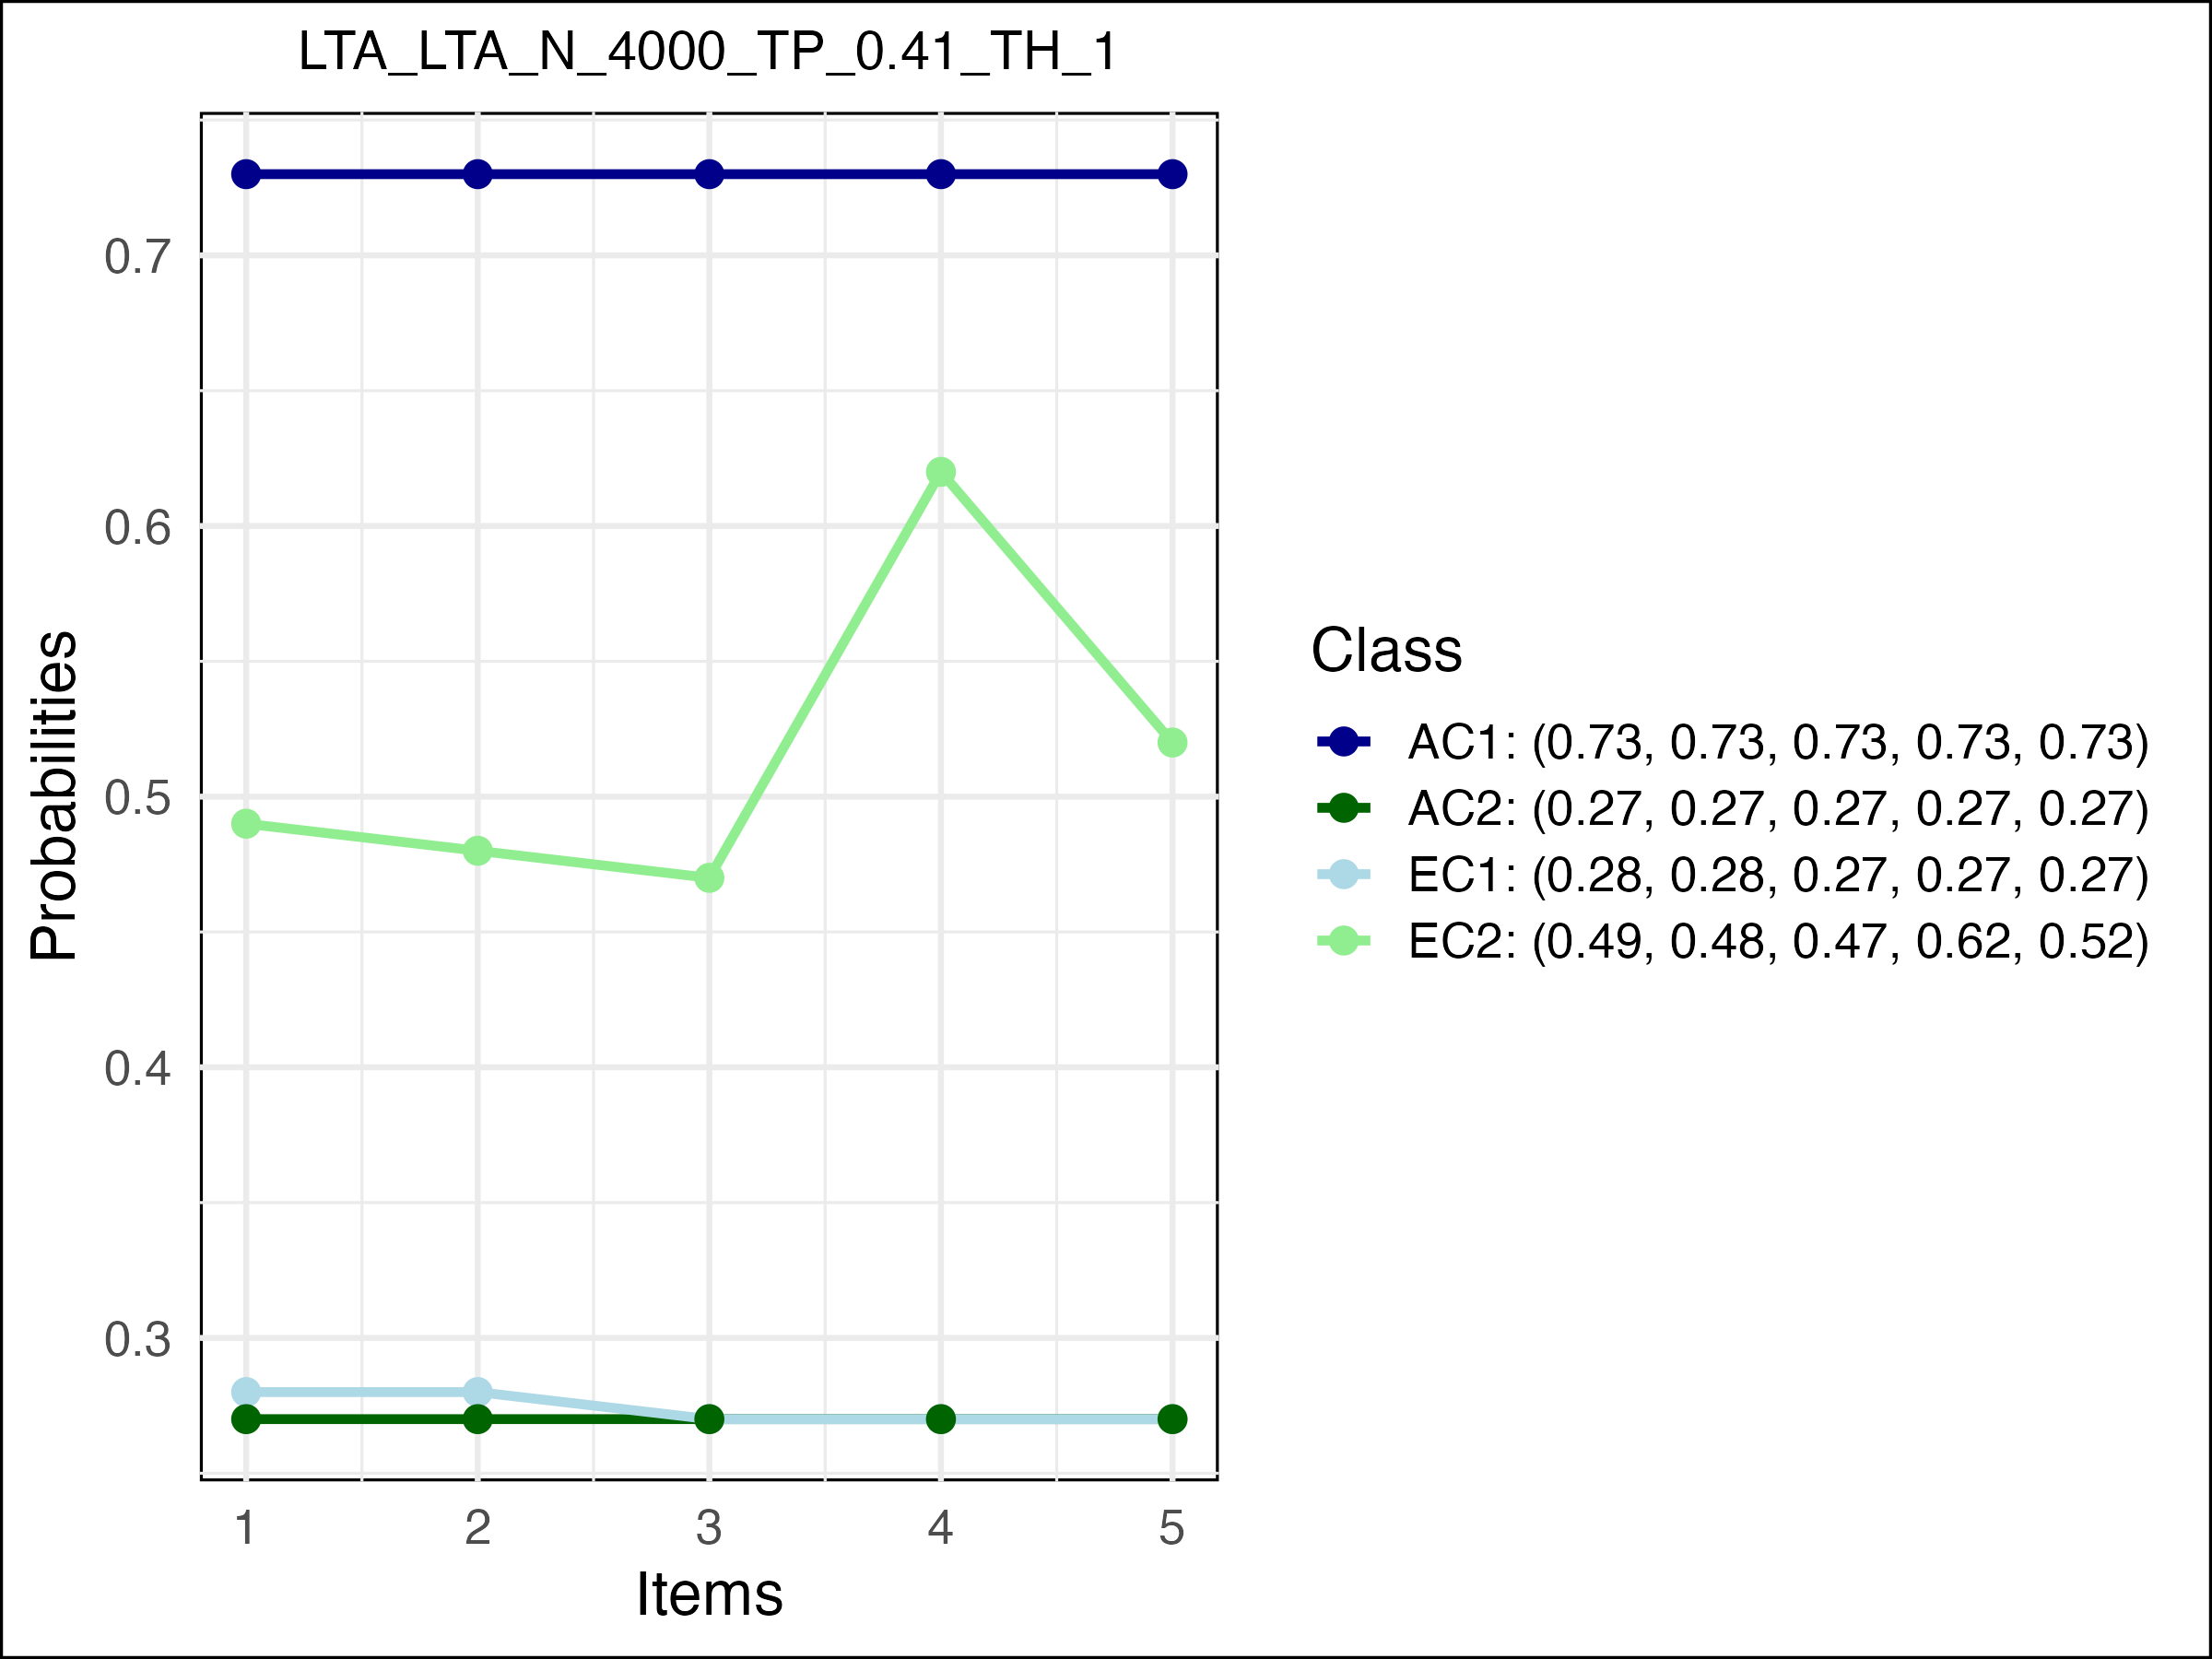 LTA_LTA_N_4000_TP_0.41_TH_1
Probabilities
0.7
0.6
0.5
0.4
0.3
1 2 3 4 5
Items
Class
AC1: (0.73, 0.73, 0.73, 0.73, 0.73)
AC2: (0.27, 0.27, 0.27, 0.27, 0.27)
EC1: (0.28, 0.28, 0.27, 0.27, 0.27)
EC2: (0.49, 0.48, 0.47, 0.62, 0.52)